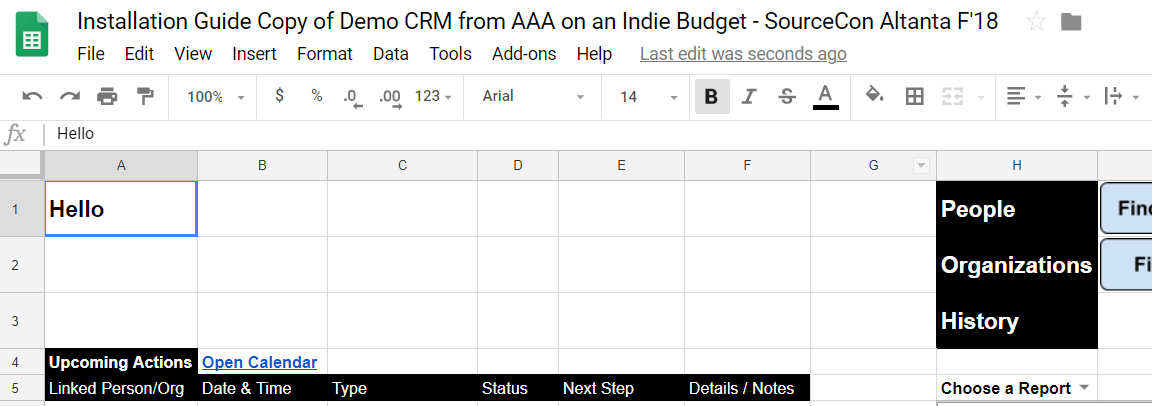 Installation Guide Copy of Demo CRM from AAA on an Indie Budget - SourceCon Altanta F'18
File Edit View Insert Format Data Tools Add-ons Help Last edit was seconds ago
100% $ % .0 .00 123 Arial 14 B I S A
fx Hello
A B C D E F G H
1 Hello People Find
2 Organizations Fi
3 History
4 Upcoming Actions Open Calendar
5 Linked Person/Org Date & Time Type Status Next Step Details / Notes Choose a Report